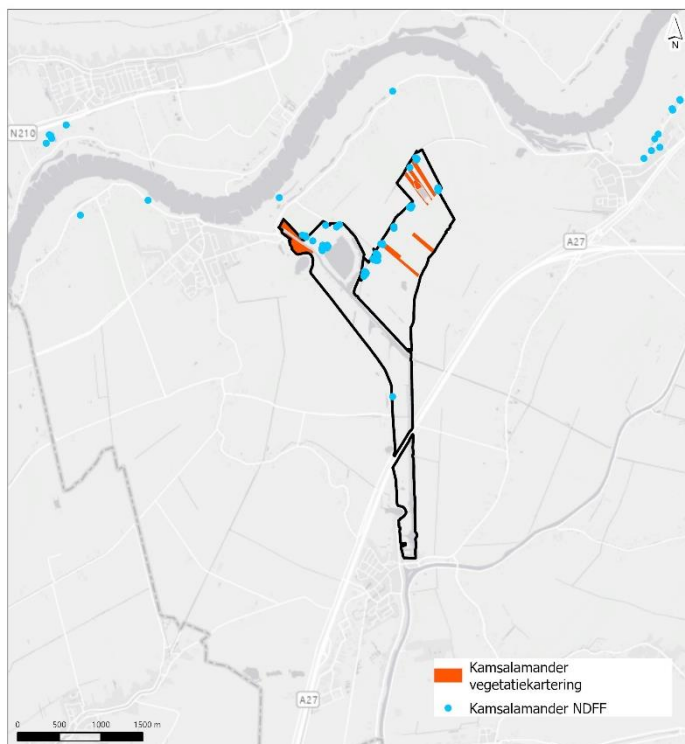 N
N210
A27
A27
Kamsalamander
vegetatiekartering
Kamsalamander NDFF
0 500 1000 1500 m